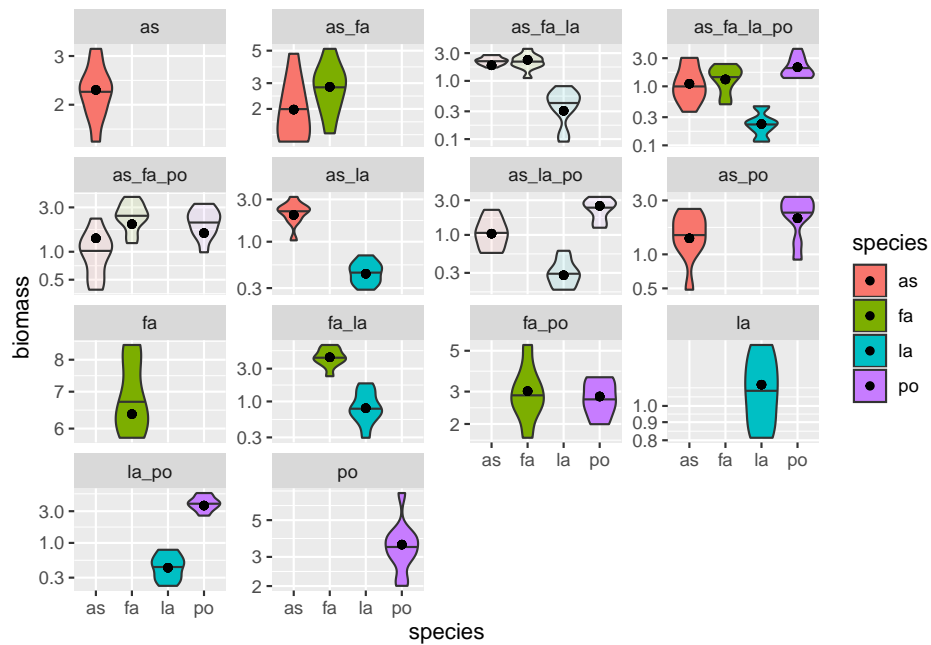 as
as_fa
as_fa_la
as_fa_la_po
3
2
5
3
2
3.0
1.0
0.3
0.1
3.0
1.0
0.3
0.1
as_fa_po
as_la
as_la_po
as_po
3.0
1.0
0.5
3.0
1.0
0.3
3.0
1.0
0.3
3.0
1.0
0.5
fa
fa_la
fa_po
la
8
7
6
3.0
1.0
0.3
5
3
2
1.0
0.9
0.8
as fa la po
as fa la po
la_po
po
3.0
1.0
0.3
5
3
2
as fa la po
as fa la po
species
biomass
species
as
fa
la
po